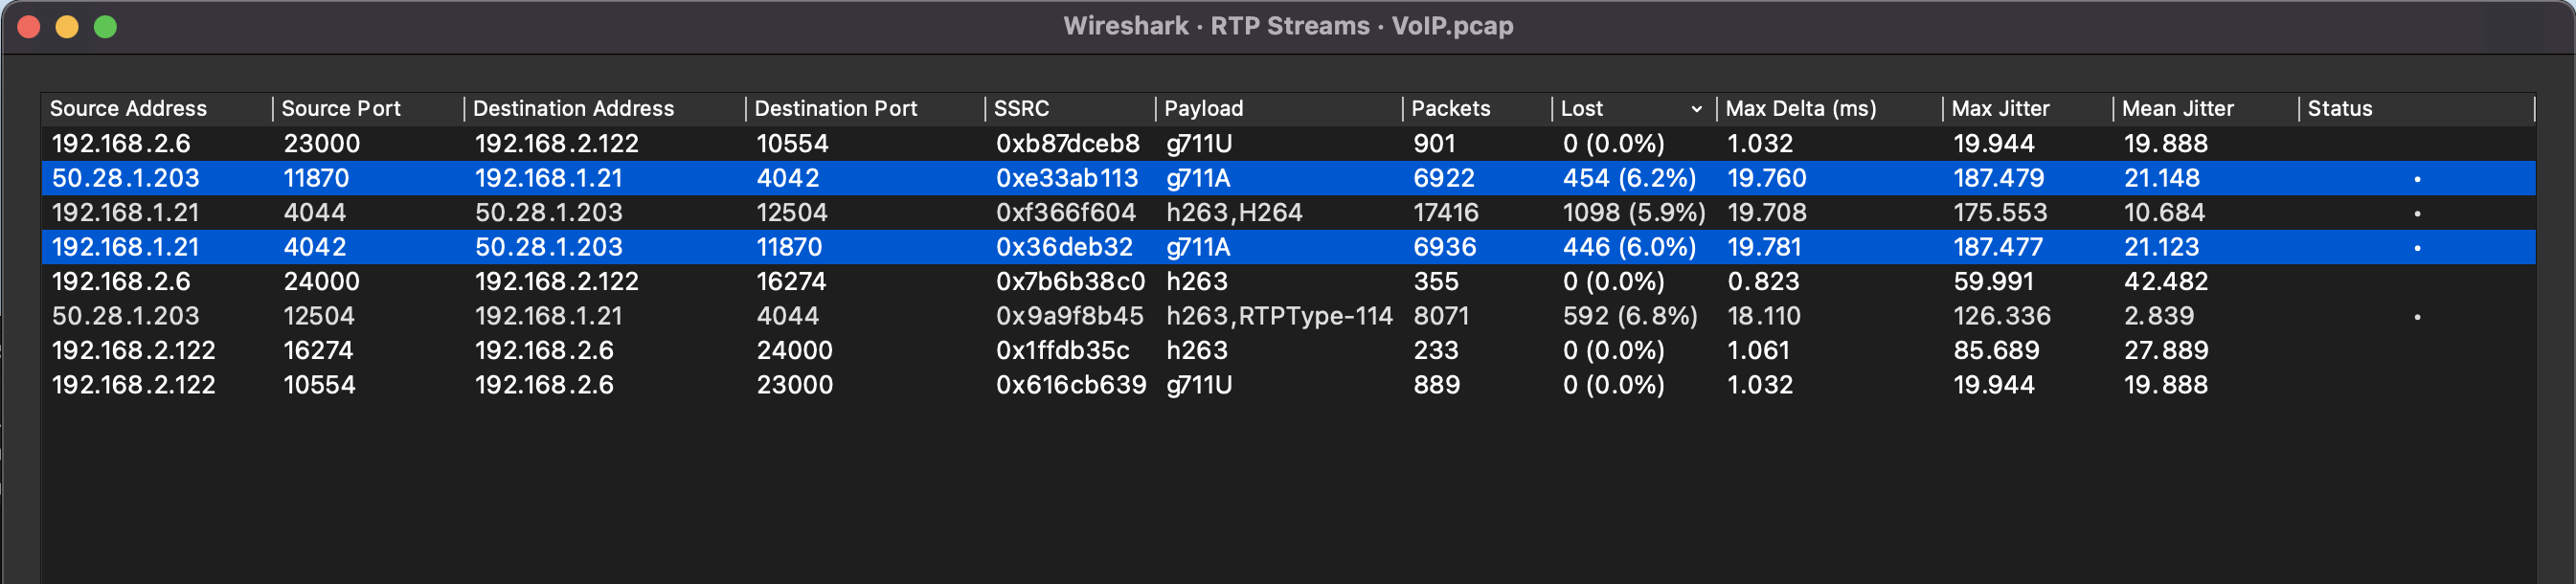 Wireshark · RTP Streams · VoIP.pcap
Source Address Source Port Destination Address Destination Port SSRC Payload Packets Lost Max Delta (ms) Max Jitter Mean Jitter Status
192.168.2.6 23000 192.168.2.122 10554 0xb87dceb8 g711U 901 0 (0.0%) 1.032 19.944 19.888
50.28.1.203 11870 192.168.1.21 4042 0xe33ab113 g711A 6922 454 (6.2%) 19.760 187.479 21.148 •
192.168.1.21 4044 50.28.1.203 12504 0xf366f604 h263,H264 17416 1098 (5.9%) 19.708 175.553 10.684 •
192.168.1.21 4042 50.28.1.203 11870 0x36deb32 g711A 6936 446 (6.0%) 19.781 187.477 21.123 •
192.168.2.6 24000 192.168.2.122 16274 0x7b6b38c0 h263 355 0 (0.0%) 0.823 59.991 42.482
50.28.1.203 12504 192.168.1.21 4044 0x9a9f8b45 h263,RTPType-114 8071 592 (6.8%) 18.110 126.336 2.839 •
192.168.2.122 16274 192.168.2.6 24000 0x1ffdb35c h263 233 0 (0.0%) 1.061 85.689 27.889
192.168.2.122 10554 192.168.2.6 23000 0x616cb639 g711U 889 0 (0.0%) 1.032 19.944 19.888